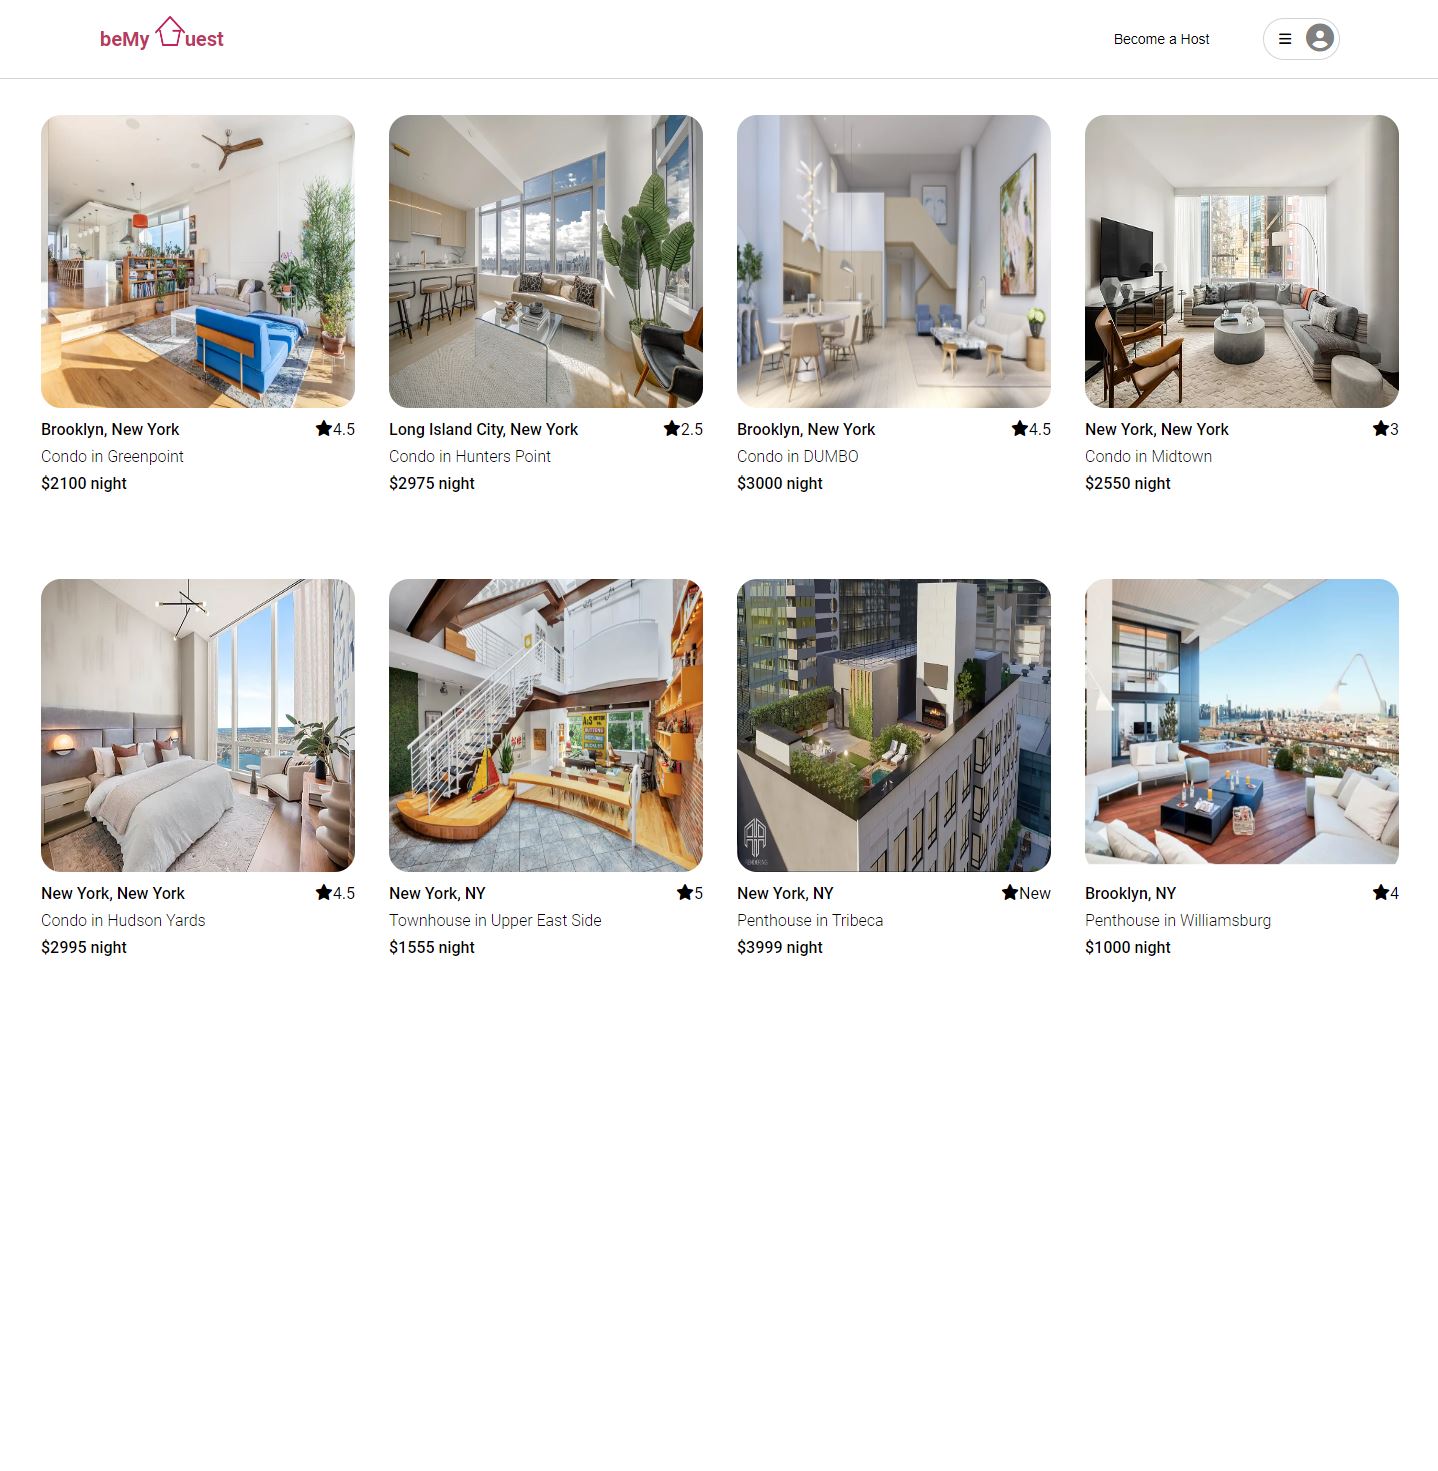 beMy uest
Become a Host
Brooklyn, New York 4.5
Condo in Greenpoint
$2100 night
Long Island City, New York 2.5
Condo in Hunters Point
$2975 night
Brooklyn, New York 4.5
Condo in DUMBO
$3000 night
New York, New York 3
Condo in Midtown
$2550 night
New York, New York 4.5
Condo in Hudson Yards
$2995 night
New York, NY 5
Townhouse in Upper East Side
$1555 night
New York, NY New
Penthouse in Tribeca
$3999 night
Brooklyn, NY 4
Penthouse in Williamsburg
$1000 night